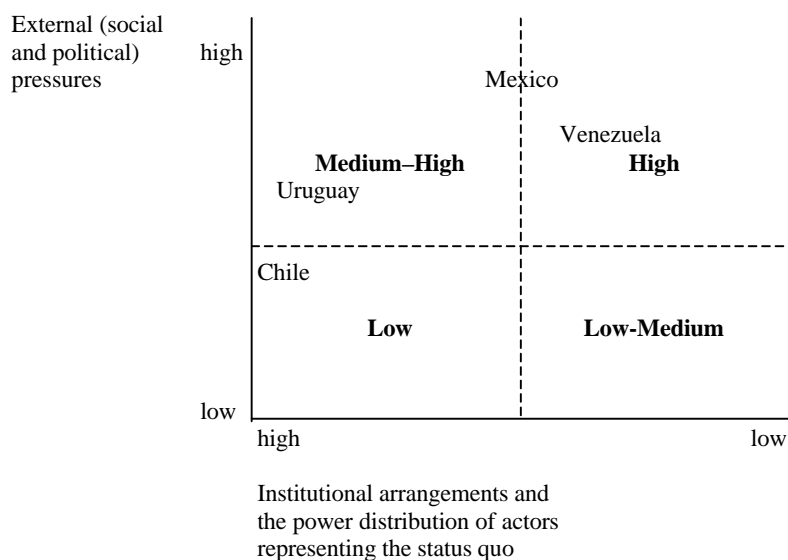 External (social
and political)
pressures
high
Mexico
Venezuela
Medium–High
High
Uruguay
Chile
Low
Low-Medium
low
high
low
Institutional arrangements and
the power distribution of actors
representing the status quo